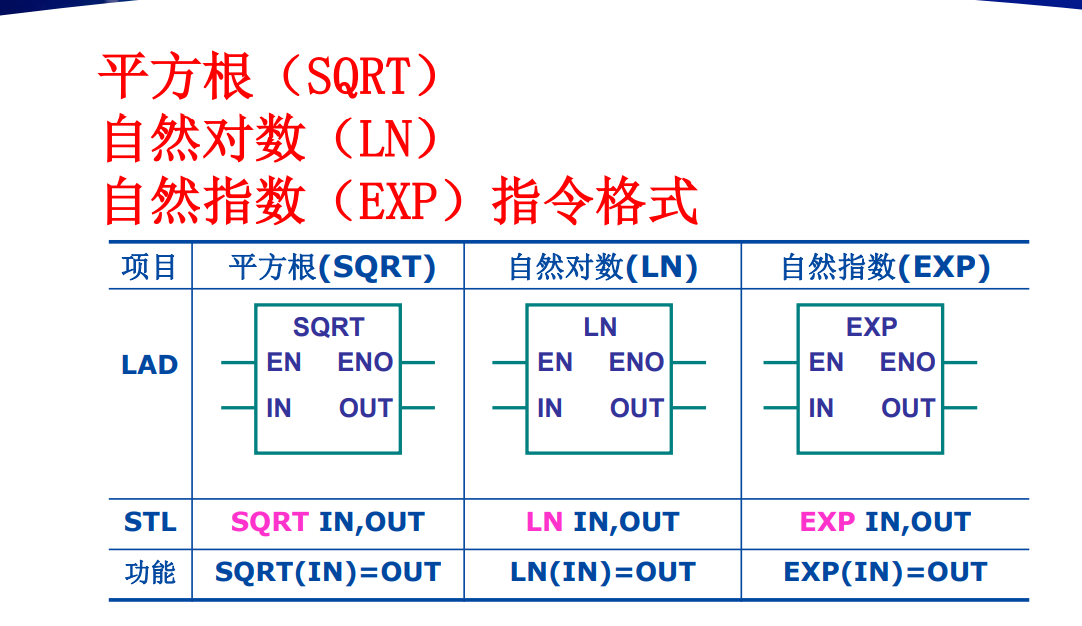 平方根（SQRT）
自然对数（LN）
自然指数（EXP）指令格式
项目 平方根(SQRT) 自然对数(LN) 自然指数(EXP)
SQRT LN EXP
LAD EN ENO EN ENO EN ENO
IN OUT IN OUT IN OUT
STL SQRT IN,OUT LN IN,OUT EXP IN,OUT
功能 SQRT(IN)=OUT LN(IN)=OUT EXP(IN)=OUT